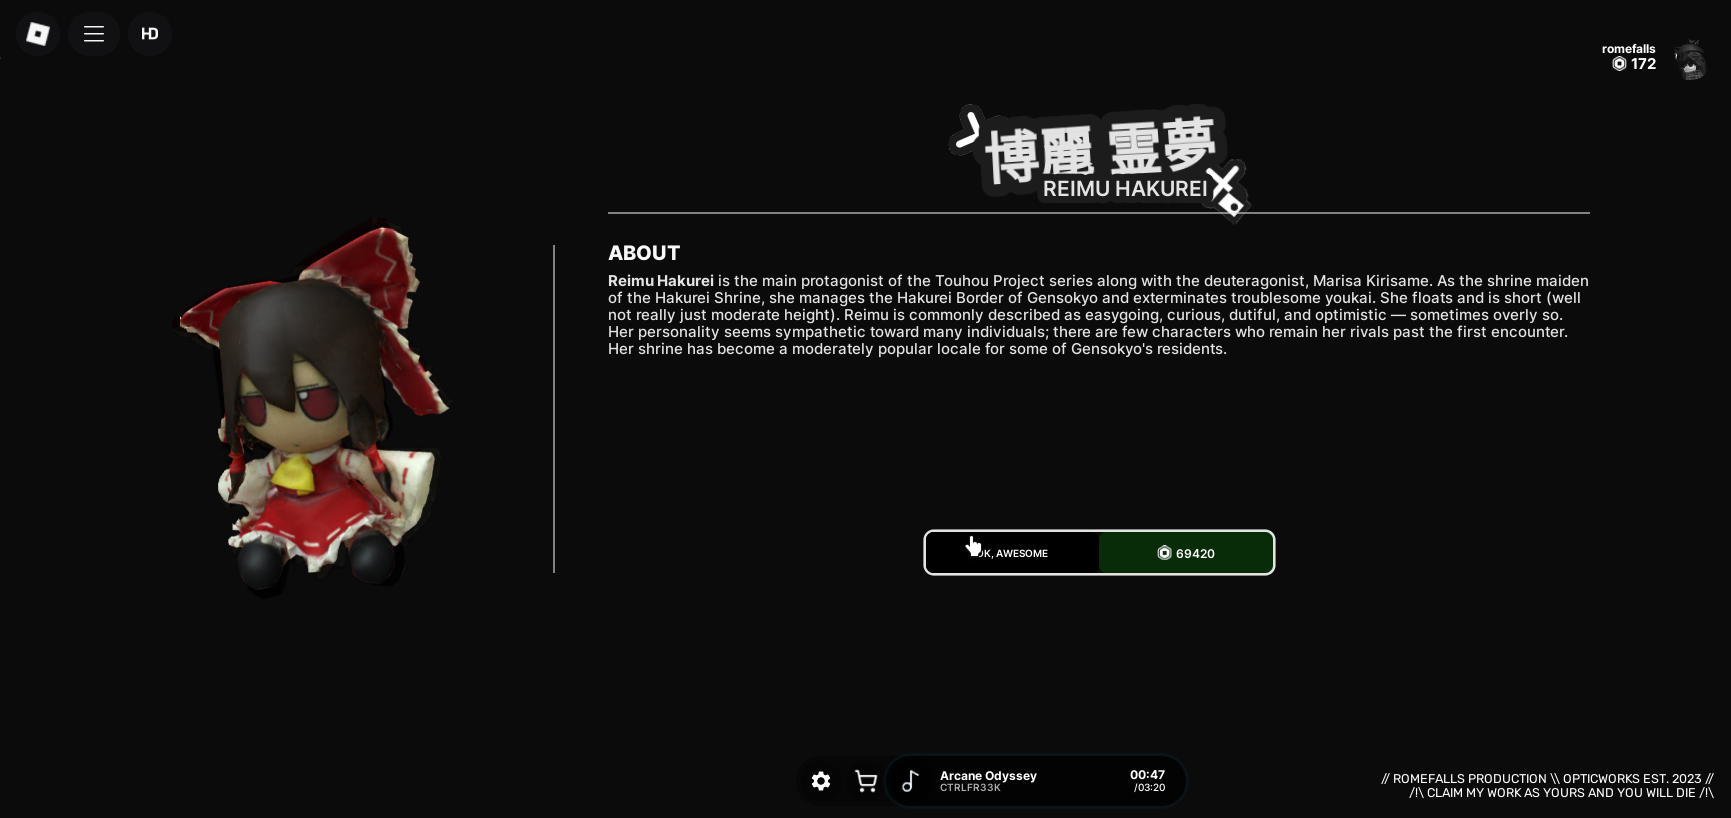 HD
romefalls
172
博麗 霊夢
REIMU HAKUREI
ABOUT
Reimu Hakurei is the main protagonist of the Touhou Project series along with the deuteragonist, Marisa Kirisame. As the shrine maiden
of the Hakurei Shrine, she manages the Hakurei Border of Gensokyo and exterminates troublesome youkai. She floats and is short (well
not really just moderate height). Reimu is commonly described as easygoing, curious, dutiful, and optimistic — sometimes overly so.
Her personality seems sympathetic toward many individuals; there are few characters who remain her rivals past the first encounter.
Her shrine has become a moderately popular locale for some of Gensokyo's residents.
OK, AWESOME
69420
Arcane Odyssey
00:47
CTRLFR33K
/03:20
// ROMEFALLS PRODUCTION \\ OPTICWORKS EST. 2023 //
/!\ CLAIM MY WORK AS YOURS AND YOU WILL DIE /!\